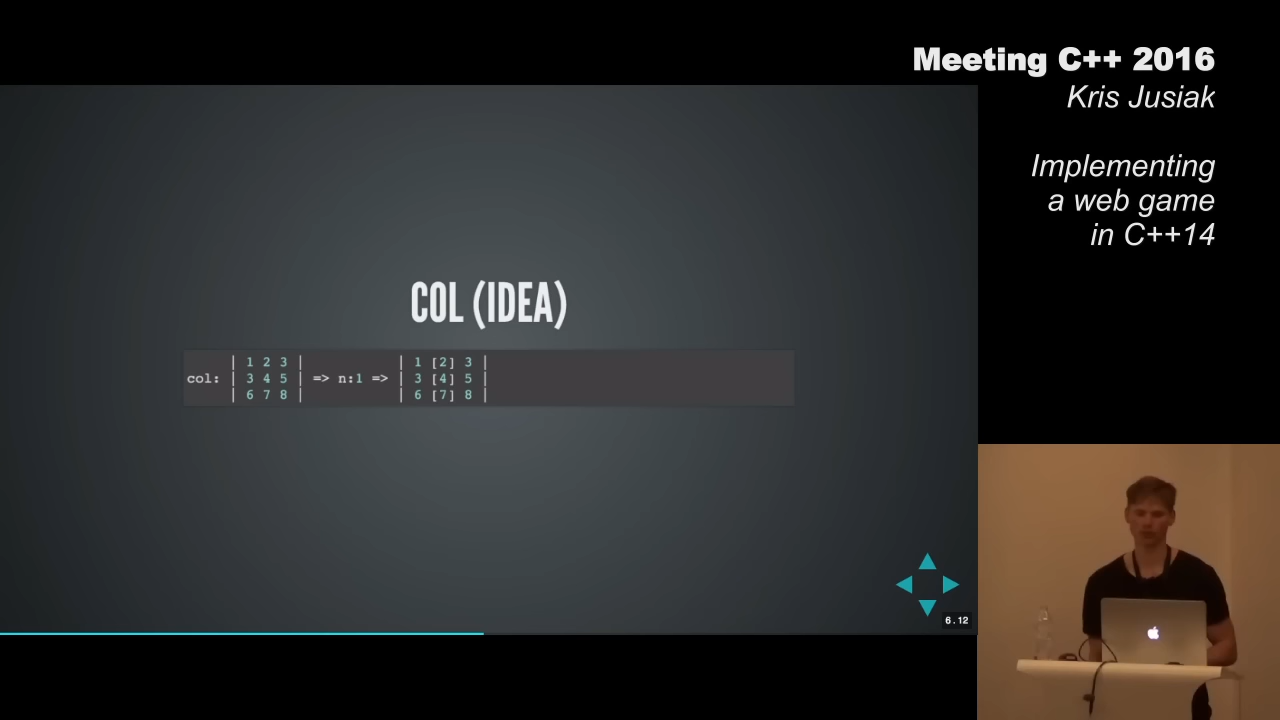 Meeting C++ 2016
Kris Jusiak
Implementing
a web game
in C++14
COL (IDEA)
| 1 2 3 | | 1 [2] 3 |
col: | 3 4 5 | => n:1 => | 3 [4] 5 |
| 6 7 8 | | 6 [7] 8 |
6.12